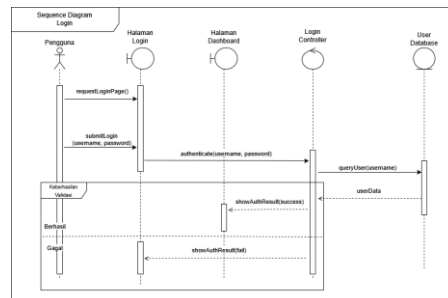 Sequence Diagram
Login
Pengguna
Halaman
Login
Halaman
Dashboard
Login
Controller
User
Database
requestLoginPage()
submitLogin
(username, password)
authenticate(username, password)
queryUser(username)
userData
Keberhasilan
Validasi
showAuthResult(success)
Berhasil
Gagal
showAuthResult(fail)